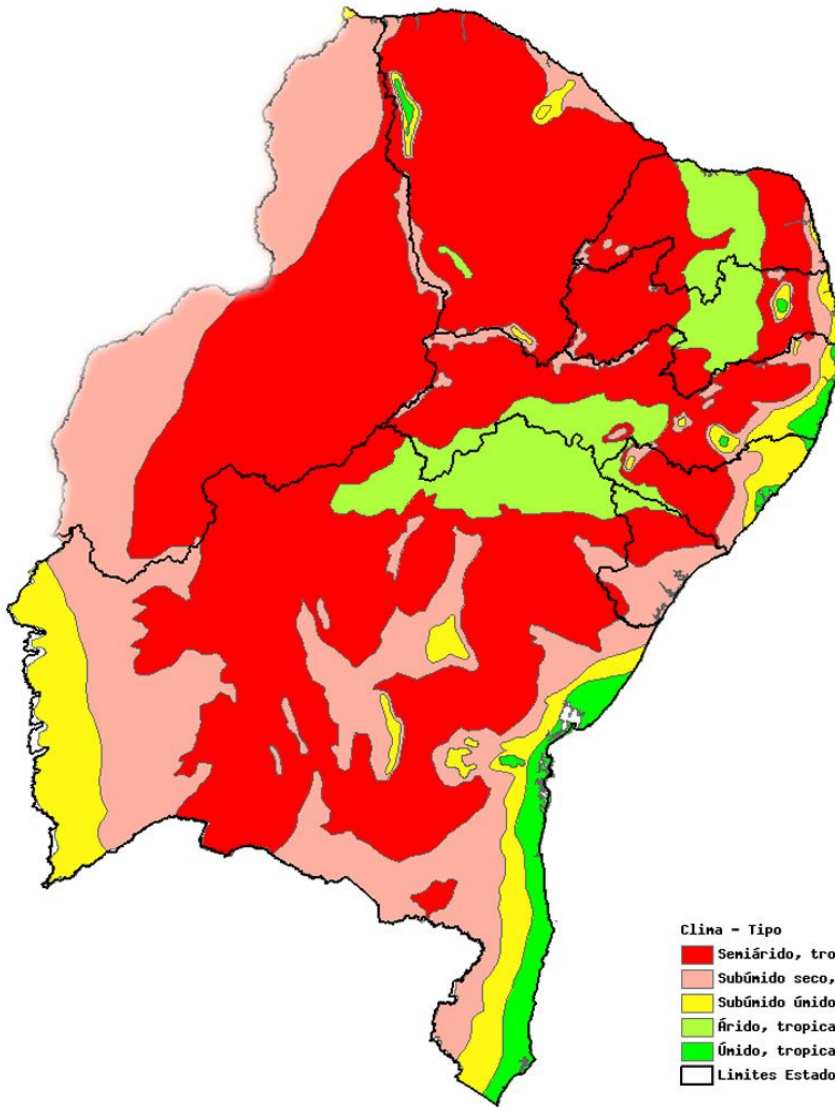 Clima - Tipo
Semiárido, tro
Subúmido seco,
Subúmido úmido
Árido, tropica
Úmido, tropica
Limites Estado